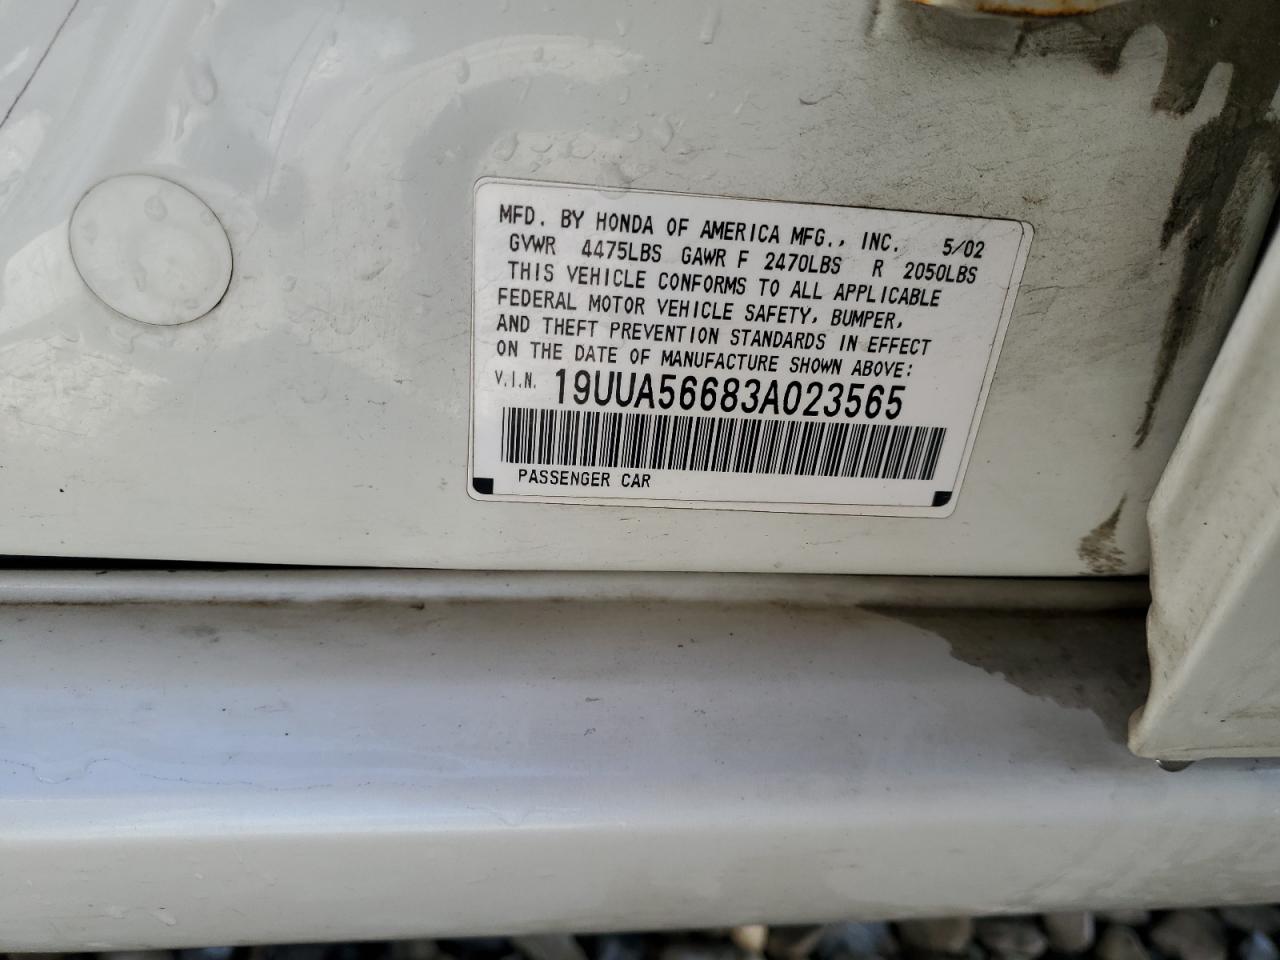 MFD. BY HONDA OF AMERICA MFG., INC. 5/02
GVWR 4475LBS GAWR F 2470LBS R 2050LBS
THIS VEHICLE CONFORMS TO ALL APPLICABLE
FEDERAL MOTOR VEHICLE SAFETY, BUMPER,
AND THEFT PREVENTION STANDARDS IN EFFECT
ON THE DATE OF MANUFACTURE SHOWN ABOVE:
V.I.N. 19UUA56683A023565
PASSENGER CAR